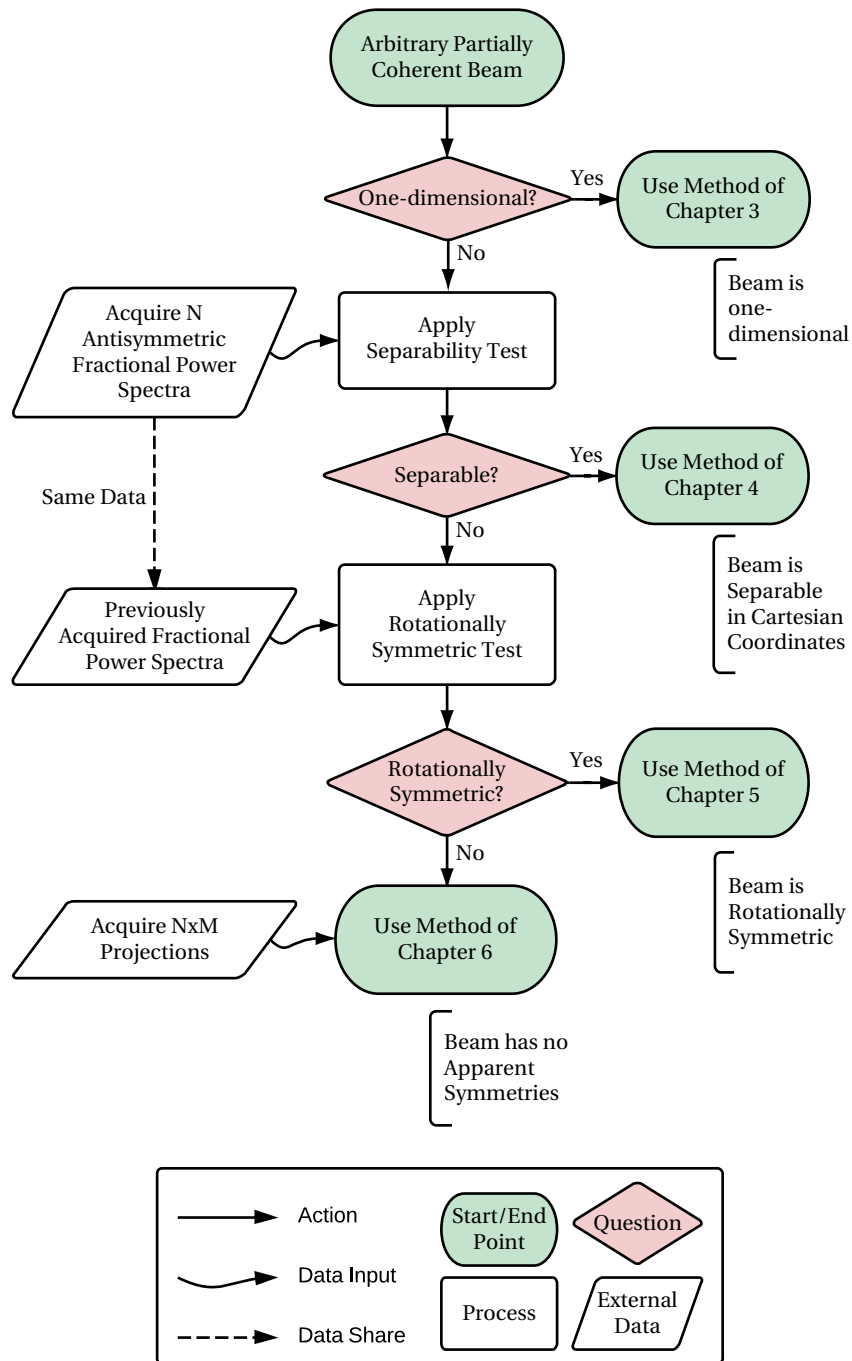 Arbitrary Partially
Coherent Beam
One-dimensional?
Yes
Use Method of
Chapter 3
No
Beam is
one-
dimensional
Acquire N
Antisymmetric
Fractional Power
Spectra
Apply
Separability Test
Same Data
Separable?
Yes
Use Method of
Chapter 4
No
Beam is
Separable
in Cartesian
Coordinates
Previously
Acquired Fractional
Power Spectra
Apply
Rotationally
Symmetric Test
Rotationally
Symmetric?
Yes
Use Method of
Chapter 5
No
Beam is
Rotationally
Symmetric
Acquire NxM
Projections
Use Method of
Chapter 6
Beam has no
Apparent
Symmetries
Action
Start/End
Point
Question
Data Input
Process
External
Data
Data Share